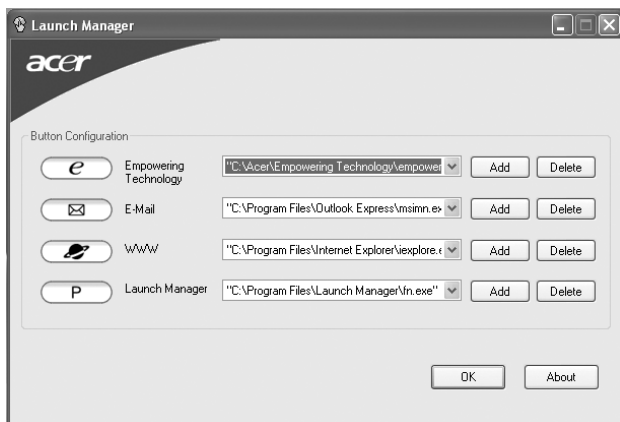 Launch Manager
acer
Button Configuration
e
Empowering Technology
"C:\Acer\Empowering Technology\empower
Add
Delete
E-Mail
"C:\Program Files\Outlook Express\msimn.ex
Add
Delete
WWW
"C:\Program Files\Internet Explorer\iexplore.e
Add
Delete
P
Launch Manager
"C:\Program Files\Launch Manager\fn.exe"
Add
Delete
OK
About